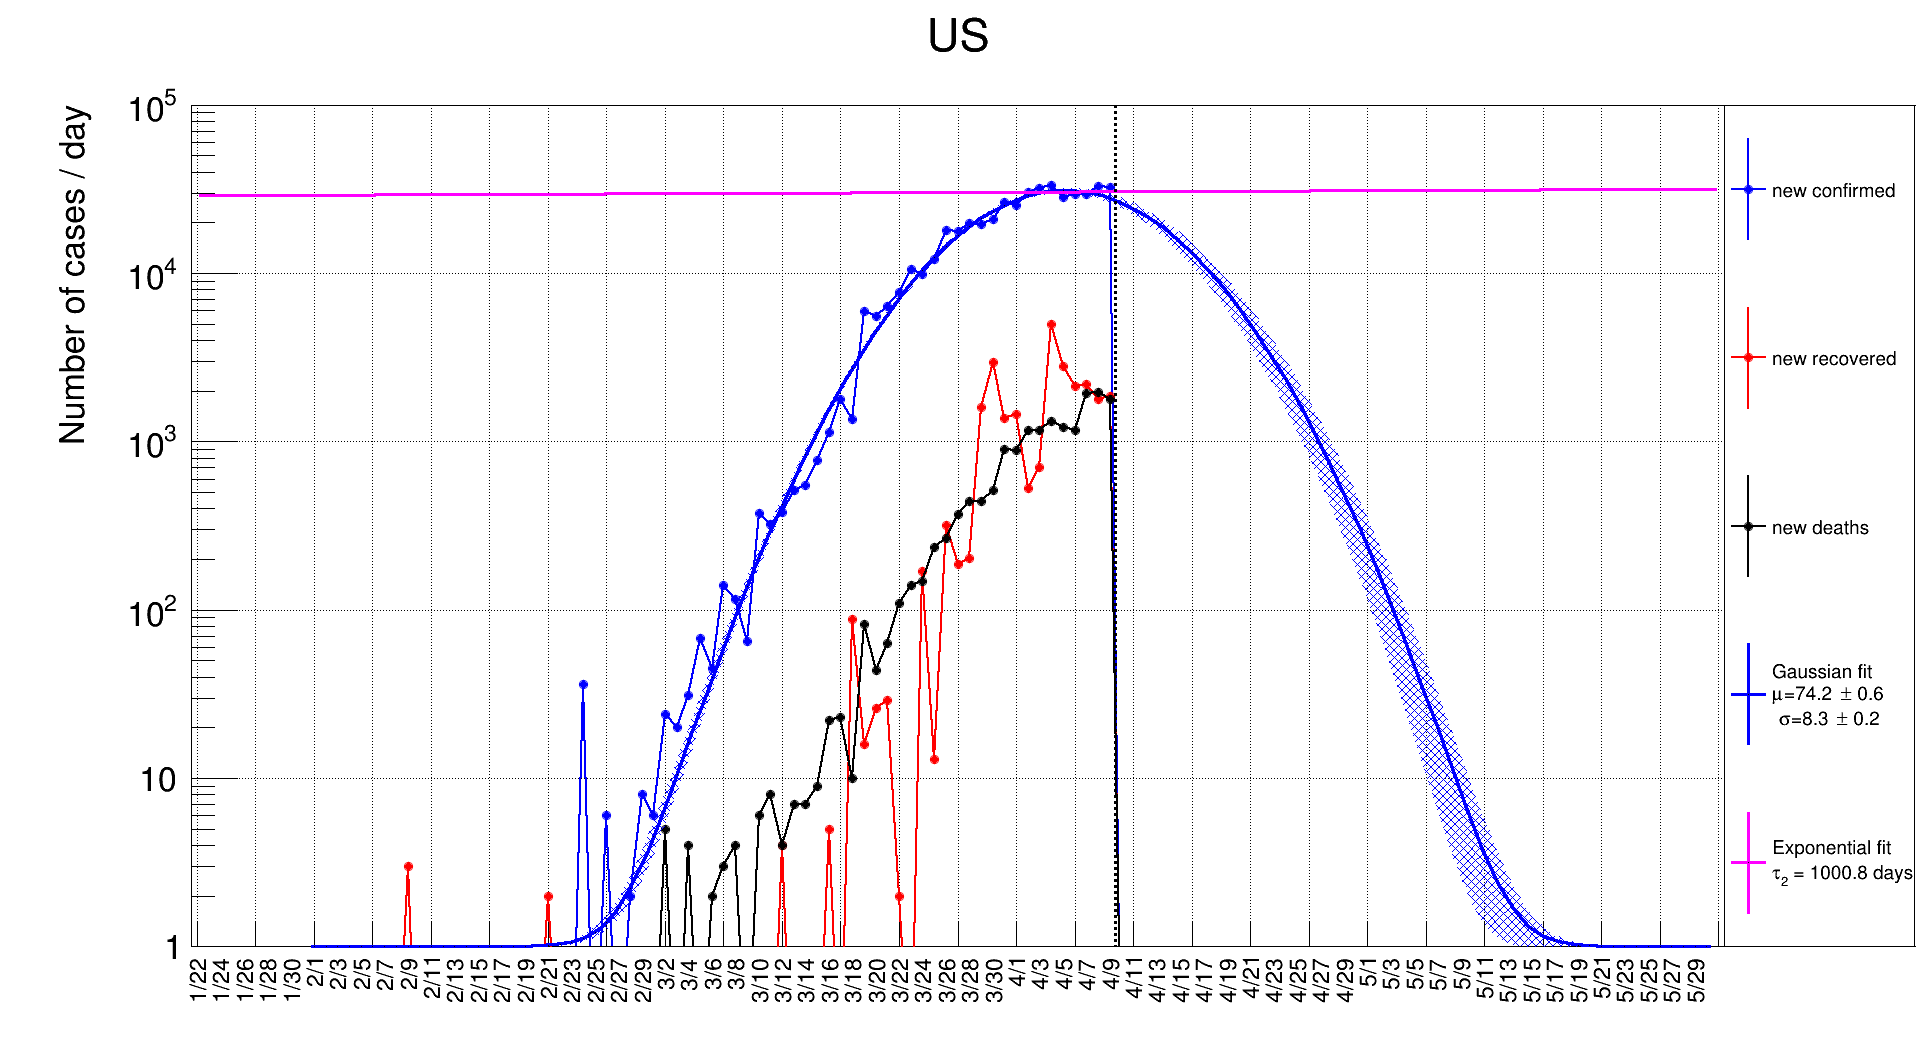 US
Number of cases / day
10⁵
10⁴
10³
10²
10
1
1/22 1/24 1/26 1/28 1/30 2/1 2/3 2/5 2/7 2/9 2/11 2/13 2/15 2/17 2/19 2/21 2/23 2/25 2/27 2/29 3/2 3/4 3/6 3/8 3/10 3/12 3/14 3/16 3/18 3/20 3/22 3/24 3/26 3/28 3/30 4/1 4/3 4/5 4/7 4/9 4/11 4/13 4/15 4/17 4/19 4/21 4/23 4/25 4/27 4/29 5/1 5/3 5/5 5/7 5/9 5/11 5/13 5/15 5/17 5/19 5/21 5/23 5/25 5/27 5/29
new confirmed
new recovered
new deaths
Gaussian fit
μ=74.2 ± 0.6
σ=8.3 ± 0.2
Exponential fit
τ₂ = 1000.8 days